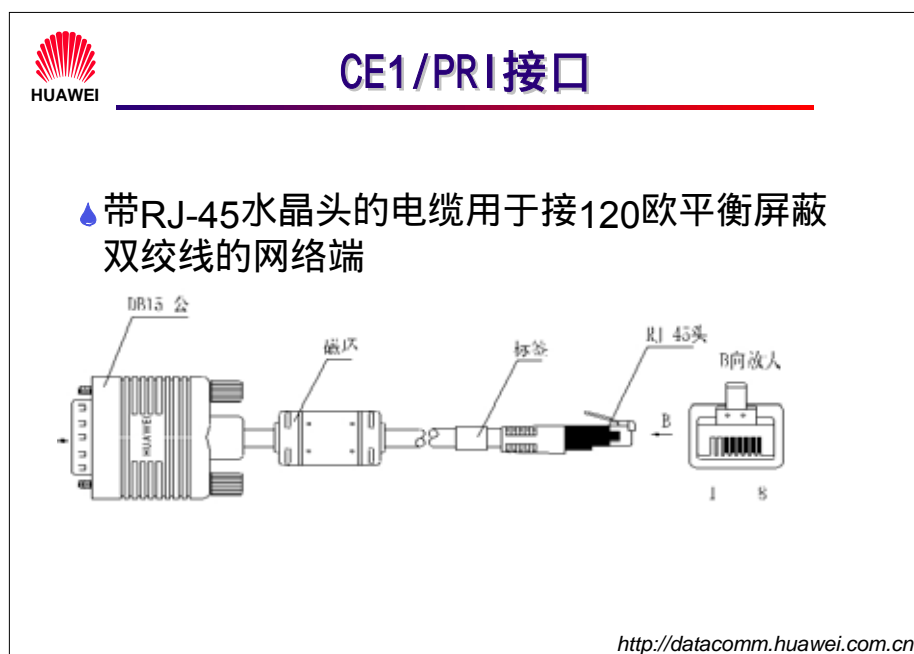 HUAWEI
CE1/PRI接口
带RJ-45水晶头的电缆用于接120欧平衡屏蔽
双绞线的网络端
DB15 公
磁环
标签
RJ 45头
B向放大
HUAWEI
B
1 8
http://datacomm.huawei.com.cn